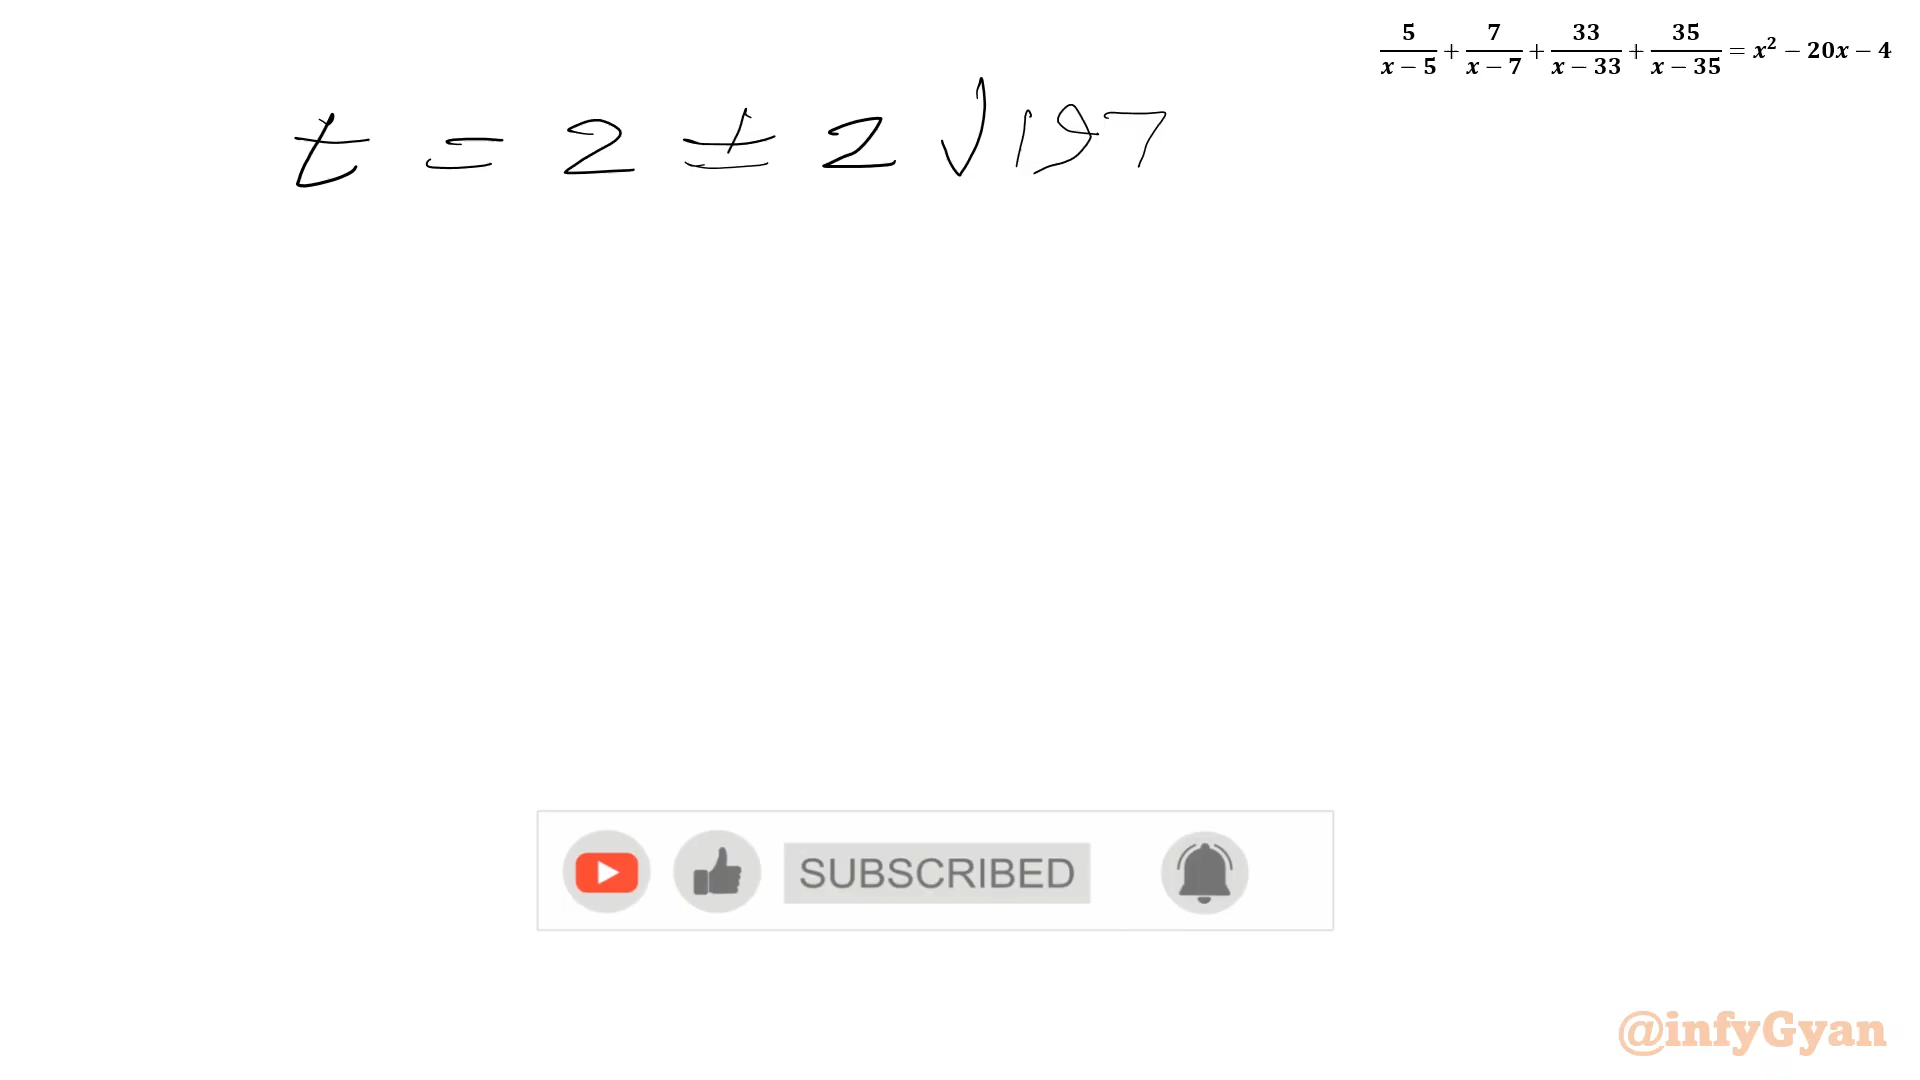 5/(x − 5) + 7/(x − 7) + 33/(x − 33) + 35/(x − 35) = x² − 20x − 4
t = 2 ± 2 √197
SUBSCRIBED
@infyGyan